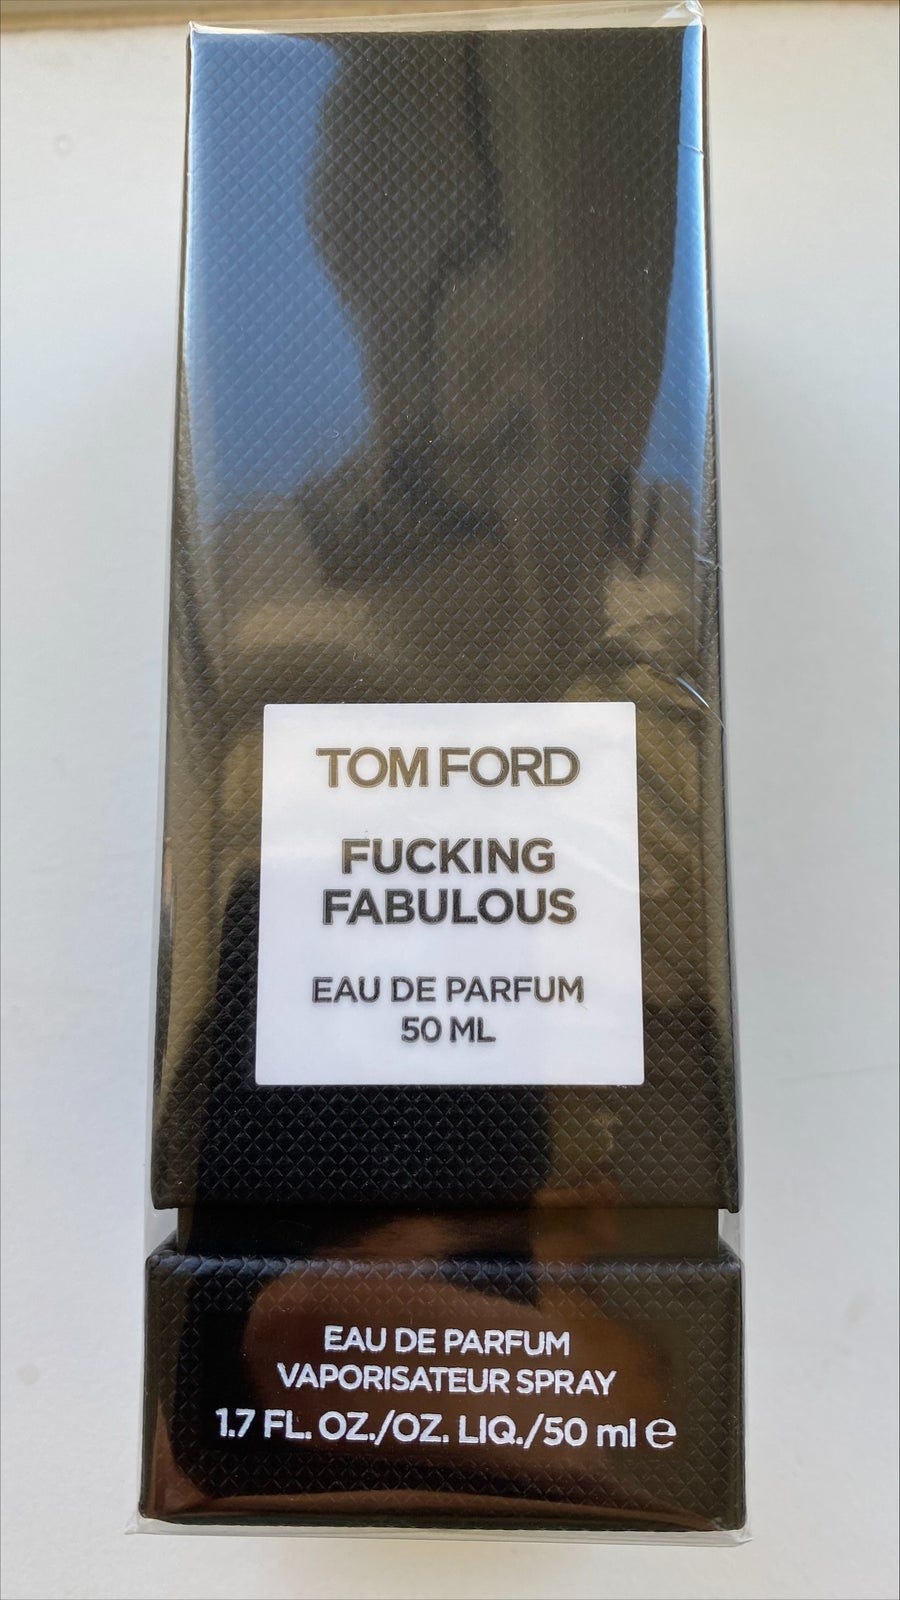 TOM FORD
FUCKING
FABULOUS
EAU DE PARFUM
50 ML
EAU DE PARFUM
VAPORISATEUR SPRAY
1.7 FL. OZ./OZ. LIQ./50 ml ℮